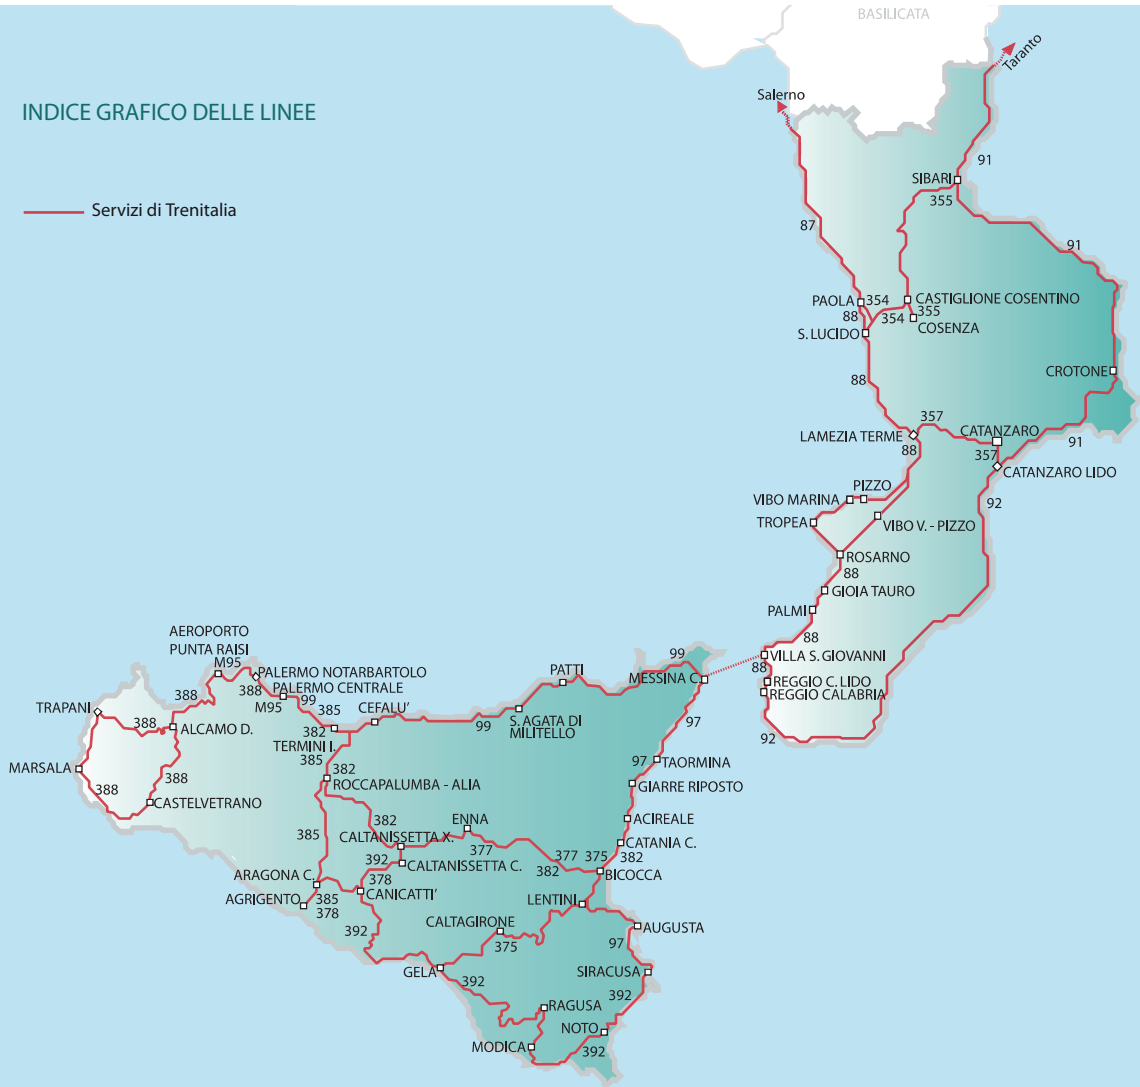 BASILICATA
Taranto
Salerno
INDICE GRAFICO DELLE LINEE
Servizi di Trenitalia
91
SIBARI
355
87
91
PAOLA
354
CASTIGLIONE COSENTINO
88
354
355
COSENZA
S. LUCIDO
88
CROTONE
357
LAMEZIA TERME
CATANZARO
91
88
357
CATANZARO LIDO
PIZZO
VIBO MARINA
92
TROPEA
VIBO V. - PIZZO
ROSARNO
88
GIOIA TAURO
PALMI
88
AEROPORTO
PUNTA RAISI
99
VILLA S. GIOVANNI
M95
PALERMO NOTARBARTOLO
PATTI
MESSINA C.
88
REGGIO C. LIDO
388
388
PALERMO CENTRALE
REGGIO CALABRIA
TRAPANI
M95
99
385
CEFALU'
388
ALCAMO D.
382
99
S. AGATA DI
MILITELLO
97
92
TERMINI I.
385
97
TAORMINA
MARSALA
388
382
388
ROCCAPALUMBA - ALIA
GIARRE RIPOSTO
CASTELVETRANO
382
ENNA
ACIREALE
385
CALTANISSETTA X.
377
CATANIA C.
392
377
375
382
CALTANISSETTA C.
382
BICOCCA
ARAGONA C.
378
CANICATTI'
AGRIGENTO
385
378
LENTINI
392
CALTAGIRONE
AUGUSTA
375
97
GELA
392
SIRACUSA
392
RAGUSA
NOTO
MODICA
392